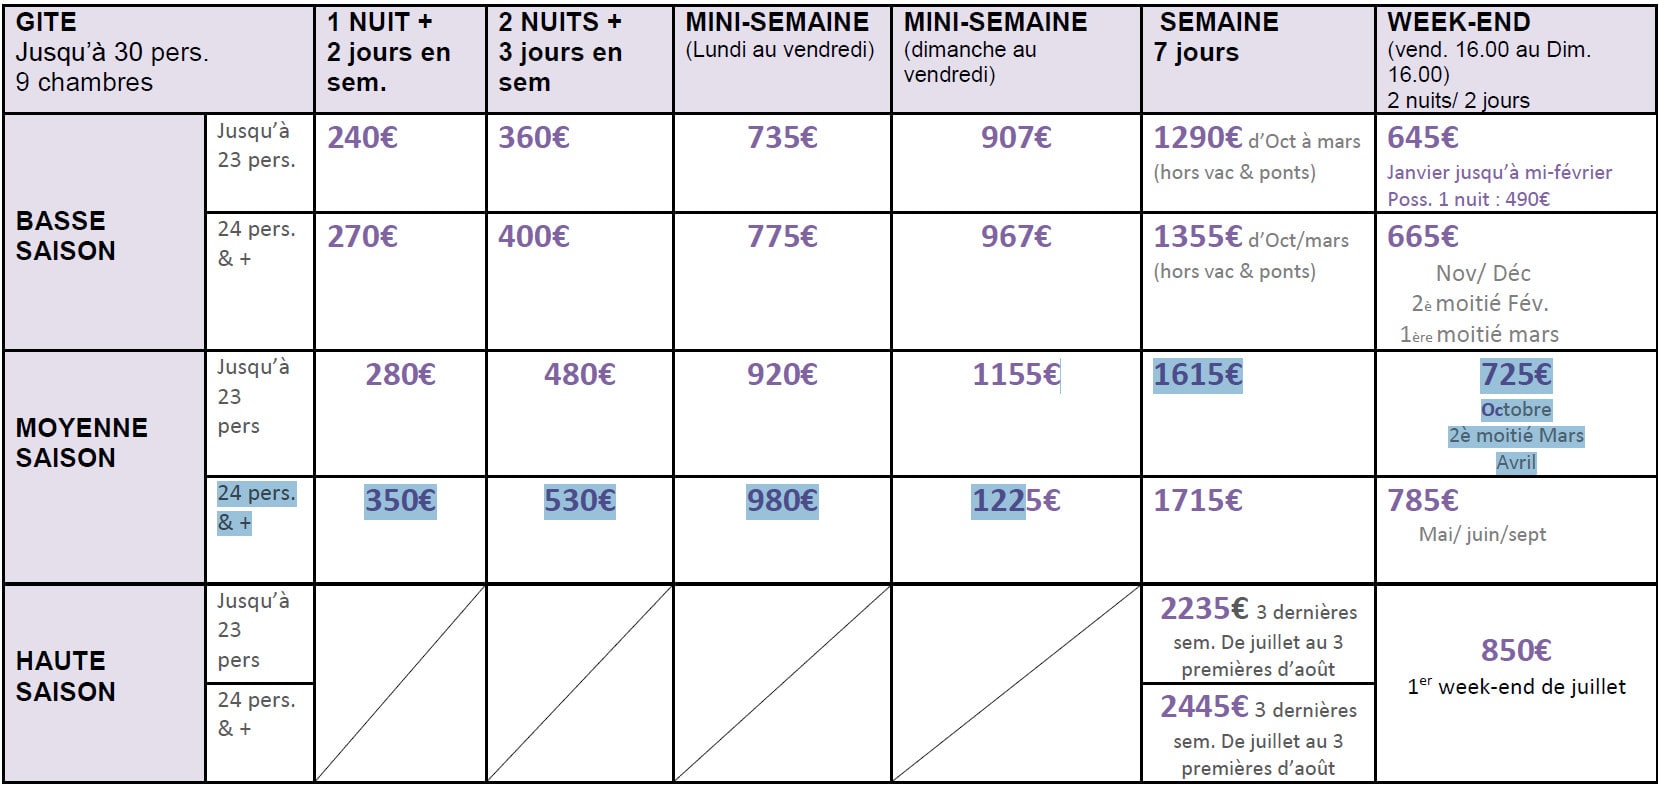 GITE
Jusqu’à 30 pers.
9 chambres
1 NUIT +
2 jours en
sem.
2 NUITS +
3 jours en
sem
MINI-SEMAINE
(Lundi au vendredi)
MINI-SEMAINE
(dimanche au
vendredi)
SEMAINE
7 jours
WEEK-END
(vend. 16.00 au Dim.
16.00)
2 nuits/ 2 jours
BASSE
SAISON
Jusqu’à
23 pers.
240€
360€
735€
907€
1290€ d’Oct à mars
(hors vac & ponts)
645€
Janvier jusqu’à mi-février
Poss. 1 nuit : 490€
24 pers.
& +
270€
400€
775€
967€
1355€ d’Oct/mars
(hors vac & ponts)
665€
Nov/ Déc
2è moitié Fév.
1ère moitié mars
MOYENNE
SAISON
Jusqu’à
23
pers
280€
480€
920€
1155€
1615€
725€
Octobre
2è moitié Mars
Avril
24 pers.
& +
350€
530€
980€
1225€
1715€
785€
Mai/ juin/sept
HAUTE
SAISON
Jusqu’à
23
pers
2235€ 3 dernières
sem. De juillet au 3
premières d’août
850€
1er week-end de juillet
24 pers.
& +
2445€ 3 dernières
sem. De juillet au 3
premières d’août